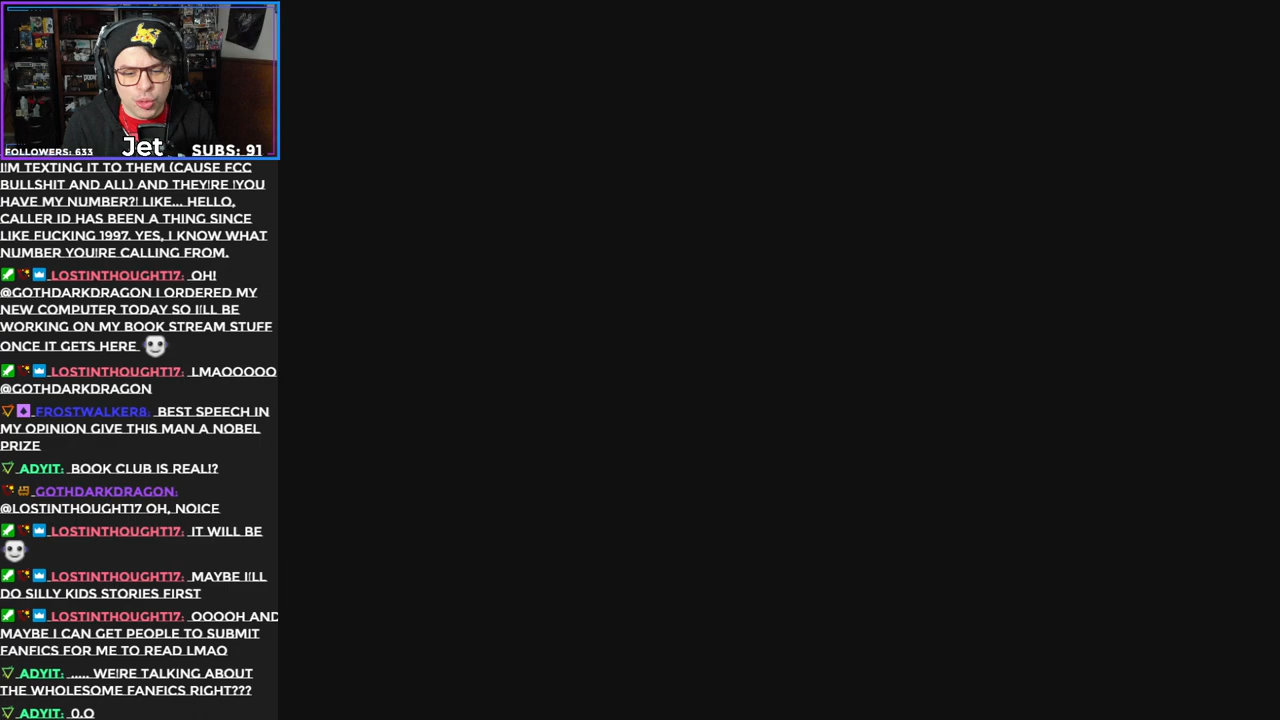 FOLLOWERS: 633
Jet
SUBS: 91
I'M TEXTING IT TO THEM (CAUSE FCC
BULLSHIT AND ALL) AND THEY'RE 'YOU
HAVE MY NUMBER?' LIKE... HELLO,
CALLER ID HAS BEEN A THING SINCE
LIKE FUCKING 1997. YES, I KNOW WHAT
NUMBER YOU'RE CALLING FROM.
LOSTINTHOUGHT17: OH!
@GOTHDARKDRAGON I ORDERED MY
NEW COMPUTER TODAY SO I'LL BE
WORKING ON MY BOOK STREAM STUFF
ONCE IT GETS HERE
LOSTINTHOUGHT17: LMAOOOOO
@GOTHDARKDRAGON
FROSTWALKER8: BEST SPEECH IN
MY OPINION GIVE THIS MAN A NOBEL
PRIZE
ADYIT: BOOK CLUB IS REAL!?
GOTHDARKDRAGON:
@LOSTINTHOUGHT17 OH, NOICE
LOSTINTHOUGHT17: IT WILL BE
LOSTINTHOUGHT17: MAYBE I'LL
DO SILLY KIDS STORIES FIRST
LOSTINTHOUGHT17: OOOOH AND
MAYBE I CAN GET PEOPLE TO SUBMIT
FANFICS FOR ME TO READ LMAO
ADYIT: ..... WE'RE TALKING ABOUT
THE WHOLESOME FANFICS RIGHT???
ADYIT: O.O